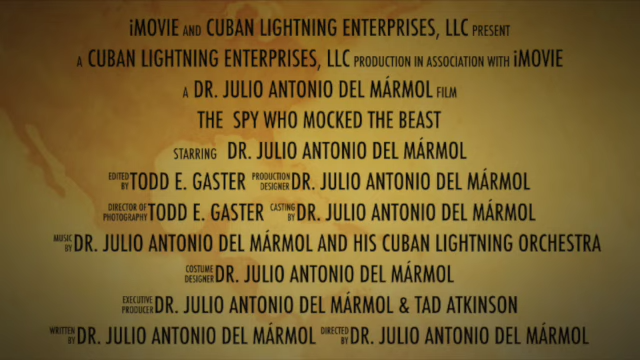 iMOVIE AND CUBAN LIGHTNING ENTERPRISES, LLC PRESENT
A CUBAN LIGHTNING ENTERPRISES, LLC PRODUCTION IN ASSOCIATION WITH iMOVIE
A DR. JULIO ANTONIO DEL MÁRMOL FILM
THE SPY WHO MOCKED THE BEAST
STARRING DR. JULIO ANTONIO DEL MÁRMOL
EDITED BY TODD E. GASTER PRODUCTION DESIGNER DR. JULIO ANTONIO DEL MÁRMOL
DIRECTOR OF PHOTOGRAPHY TODD E. GASTER CASTING BY DR. JULIO ANTONIO DEL MÁRMOL
MUSIC BY DR. JULIO ANTONIO DEL MÁRMOL AND HIS CUBAN LIGHTNING ORCHESTRA
COSTUME DESIGNER DR. JULIO ANTONIO DEL MÁRMOL
EXECUTIVE PRODUCER DR. JULIO ANTONIO DEL MÁRMOL & TAD ATKINSON
WRITTEN BY DR. JULIO ANTONIO DEL MÁRMOL DIRECTED BY DR. JULIO ANTONIO DEL MÁRMOL